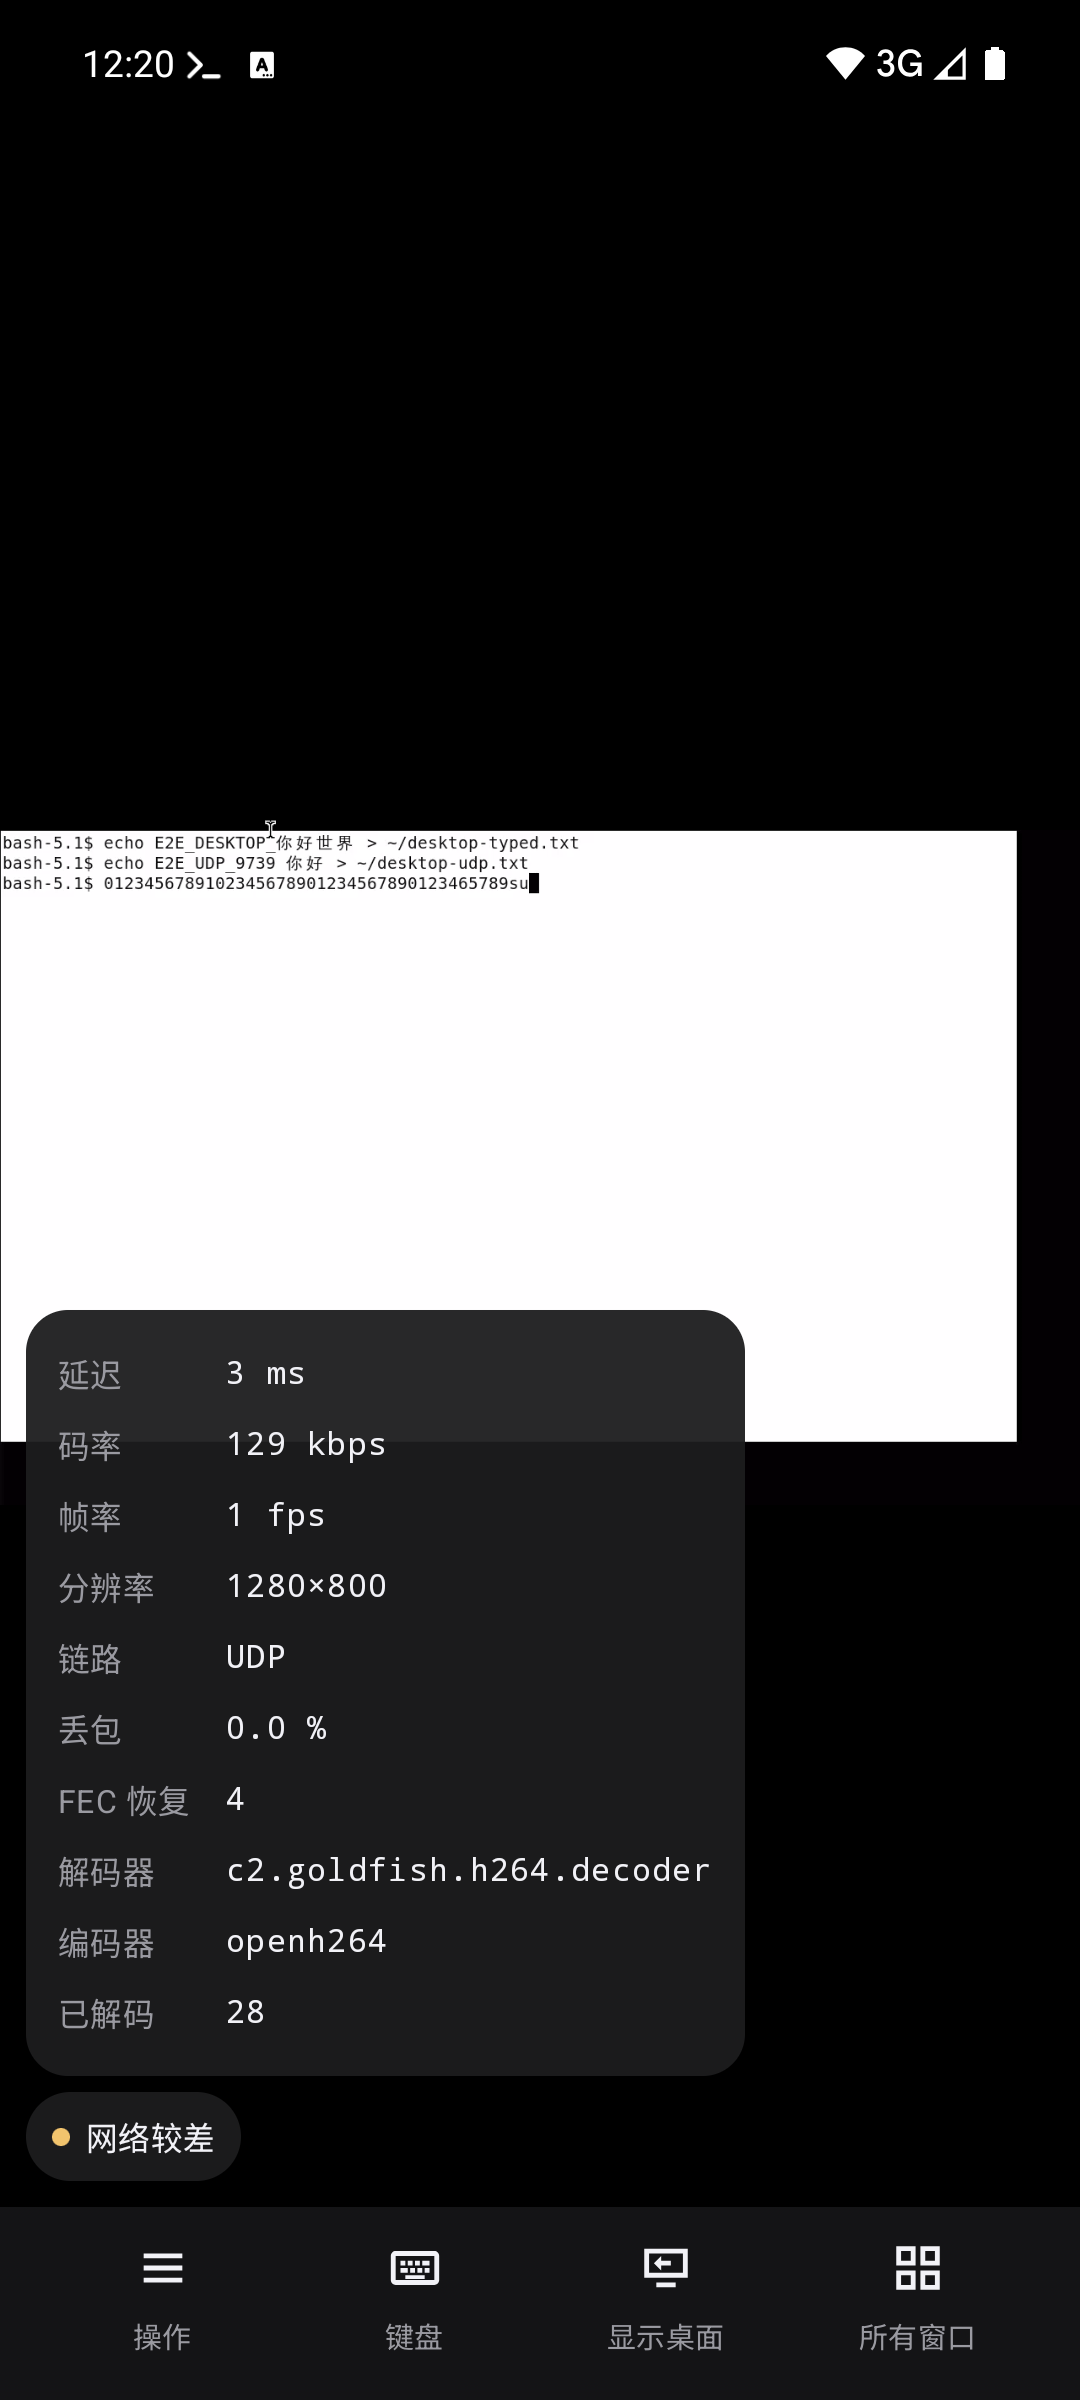 12:20
3G
bash-5.1$ echo E2E_DESKTOP_你好世界 > ~/desktop-typed.txt
bash-5.1$ echo E2E_UDP_9739 你好 > ~/desktop-udp.txt
bash-5.1$ 0123456789102345678901234567890123465789su
延迟 3 ms
码率 129 kbps
帧率 1 fps
分辨率 1280×800
链路 UDP
丢包 0.0 %
FEC 恢复 4
解码器 c2.goldfish.h264.decoder
编码器 openh264
已解码 28
网络较差
操作 键盘 显示桌面 所有窗口